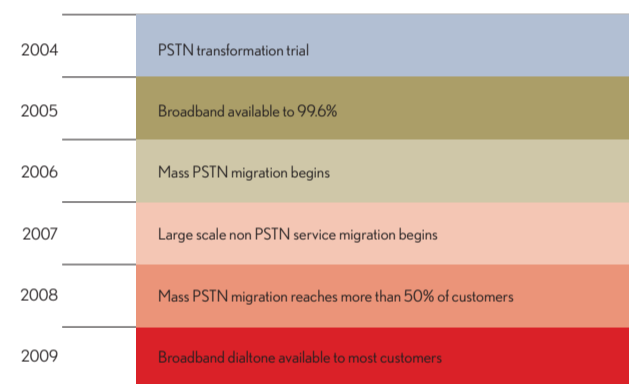 2004 PSTN transformation trial
2005 Broadband available to 99.6%
2006 Mass PSTN migration begins
2007 Large scale non PSTN service migration begins
2008 Mass PSTN migration reaches more than 50% of customers
2009 Broadband dialtone available to most customers